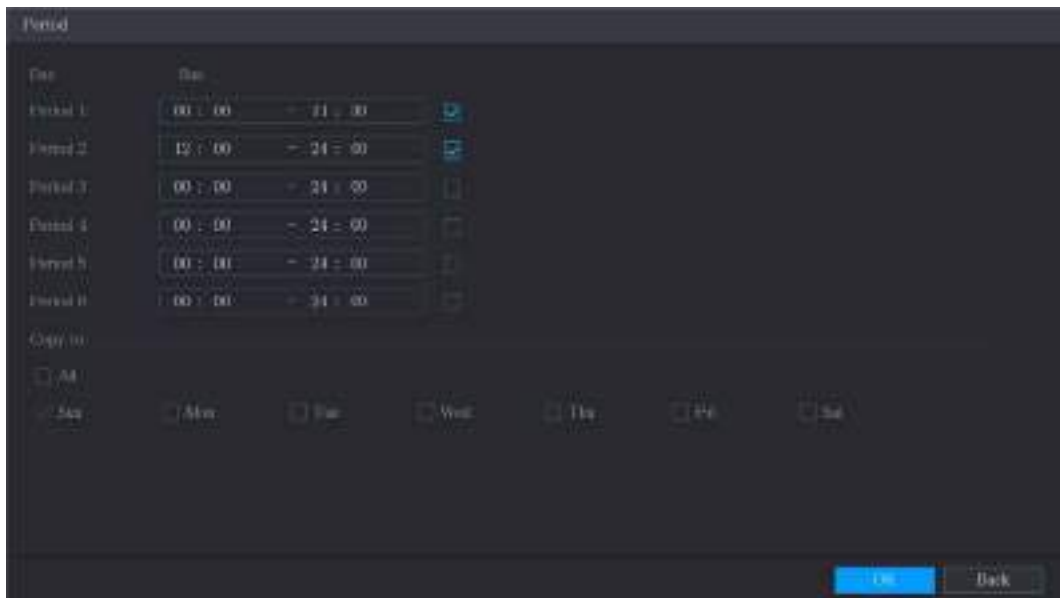 Period
Period 1 00 : 00 -
Period 2 12 : 00 - 24 : 00
Period 3 00 : 00 - 24 : 00
Period 4 00 : 00 - 24 : 00
Period 5 00 : 00 - 24 : 00
Period 6 00 : 00 - 24 : 00
Copy to
All
Sun Mon Tue Wed Thu Fri Sat
OK Back